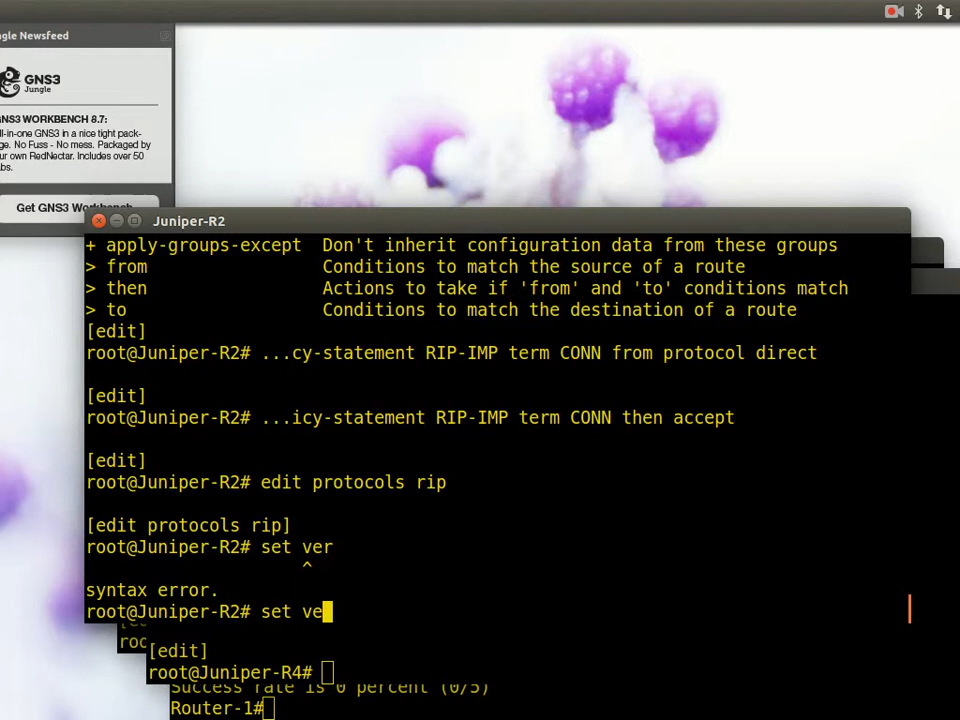 gle Newsfeed
GNS3
Jungle
NS3 WORKBENCH 8.7:
ll-in-one GNS3 in a nice tight pack-
ge. No Fuss - No mess. Packaged by
ur own RedNectar. Includes over 50
abs.
Get GNS3 Workbench
Juniper-R2
+ apply-groups-except  Don't inherit configuration data from these groups
> from                 Conditions to match the source of a route
> then                 Actions to take if 'from' and 'to' conditions match
> to                   Conditions to match the destination of a route
[edit]
root@Juniper-R2# ...cy-statement RIP-IMP term CONN from protocol direct
[edit]
root@Juniper-R2# ...icy-statement RIP-IMP term CONN then accept
[edit]
root@Juniper-R2# edit protocols rip
[edit protocols rip]
root@Juniper-R2# set ver
^
syntax error.
root@Juniper-R2# set ve
roo
[edit]
root@Juniper-R4#
Success rate is 0 percent (0/5)
Router-1#